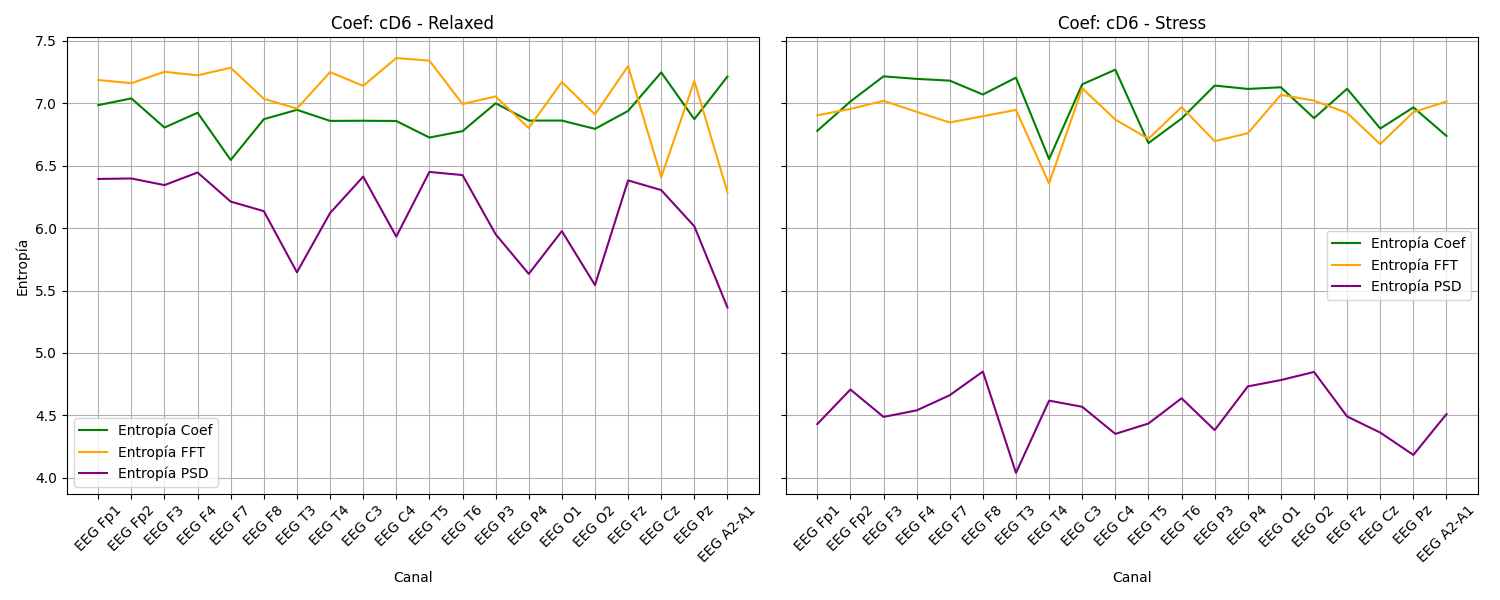 Coef: cD6 - Relaxed
Entropía
7.5
7.0
6.5
6.0
5.5
5.0
4.5
4.0
Entropía Coef
Entropía FFT
Entropía PSD
EEG Fp1
EEG Fp2
EEG F3
EEG F4
EEG F7
EEG F8
EEG T3
EEG T4
EEG C3
EEG C4
EEG T5
EEG T6
EEG P3
EEG P4
EEG O1
EEG O2
EEG Fz
EEG Cz
EEG Pz
EEG A2-A1
Canal
Coef: cD6 - Stress
Entropía Coef
Entropía FFT
Entropía PSD
EEG Fp1
EEG Fp2
EEG F3
EEG F4
EEG F7
EEG F8
EEG T3
EEG T4
EEG C3
EEG C4
EEG T5
EEG T6
EEG P3
EEG P4
EEG O1
EEG O2
EEG Fz
EEG Cz
EEG Pz
EEG A2-A1
Canal